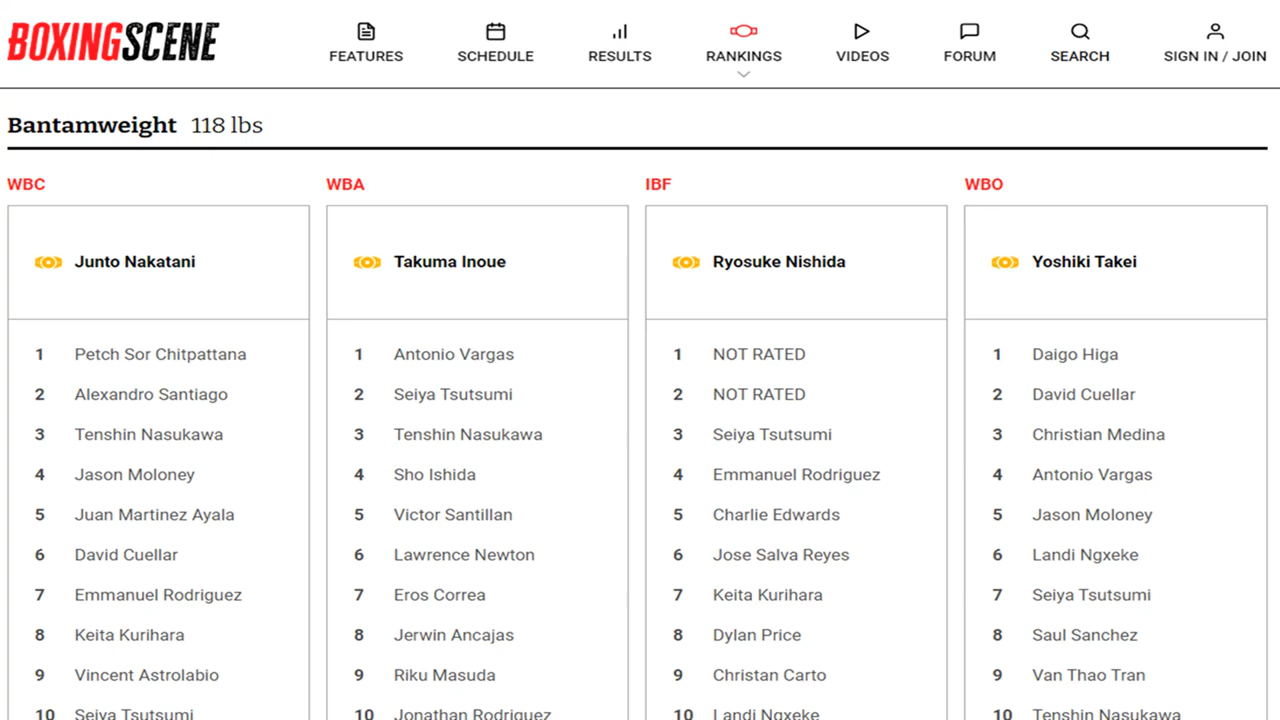 BOXINGSCENE
FEATURES
SCHEDULE
RESULTS
RANKINGS
VIDEOS
FORUM
SEARCH
SIGN IN / JOIN
Bantamweight 118 lbs
WBC
Junto Nakatani
1 Petch Sor Chitpattana
2 Alexandro Santiago
3 Tenshin Nasukawa
4 Jason Moloney
5 Juan Martinez Ayala
6 David Cuellar
7 Emmanuel Rodriguez
8 Keita Kurihara
9 Vincent Astrolabio
10 Seiya Tsutsumi
WBA
Takuma Inoue
1 Antonio Vargas
2 Seiya Tsutsumi
3 Tenshin Nasukawa
4 Sho Ishida
5 Victor Santillan
6 Lawrence Newton
7 Eros Correa
8 Jerwin Ancajas
9 Riku Masuda
10 Jonathan Rodriguez
IBF
Ryosuke Nishida
1 NOT RATED
2 NOT RATED
3 Seiya Tsutsumi
4 Emmanuel Rodriguez
5 Charlie Edwards
6 Jose Salva Reyes
7 Keita Kurihara
8 Dylan Price
9 Christan Carto
10 Landi Ngxeke
WBO
Yoshiki Takei
1 Daigo Higa
2 David Cuellar
3 Christian Medina
4 Antonio Vargas
5 Jason Moloney
6 Landi Ngxeke
7 Seiya Tsutsumi
8 Saul Sanchez
9 Van Thao Tran
10 Tenshin Nasukawa